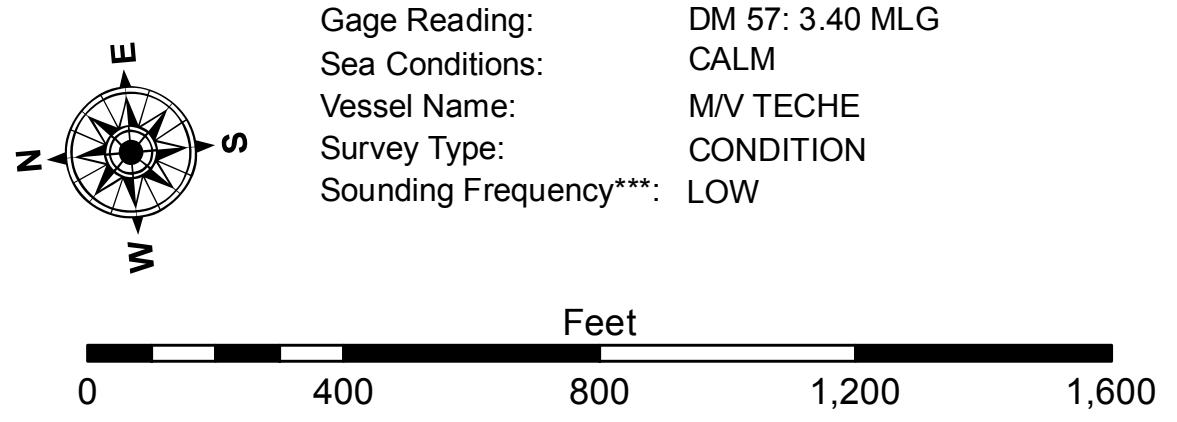 Gage Reading: DM 57: 3.40 MLG
Sea Conditions: CALM
Vessel Name: M/V TECHE
Survey Type: CONDITION
Sounding Frequency***: LOW
E
N
S
W
Feet
0 400 800 1,200 1,600